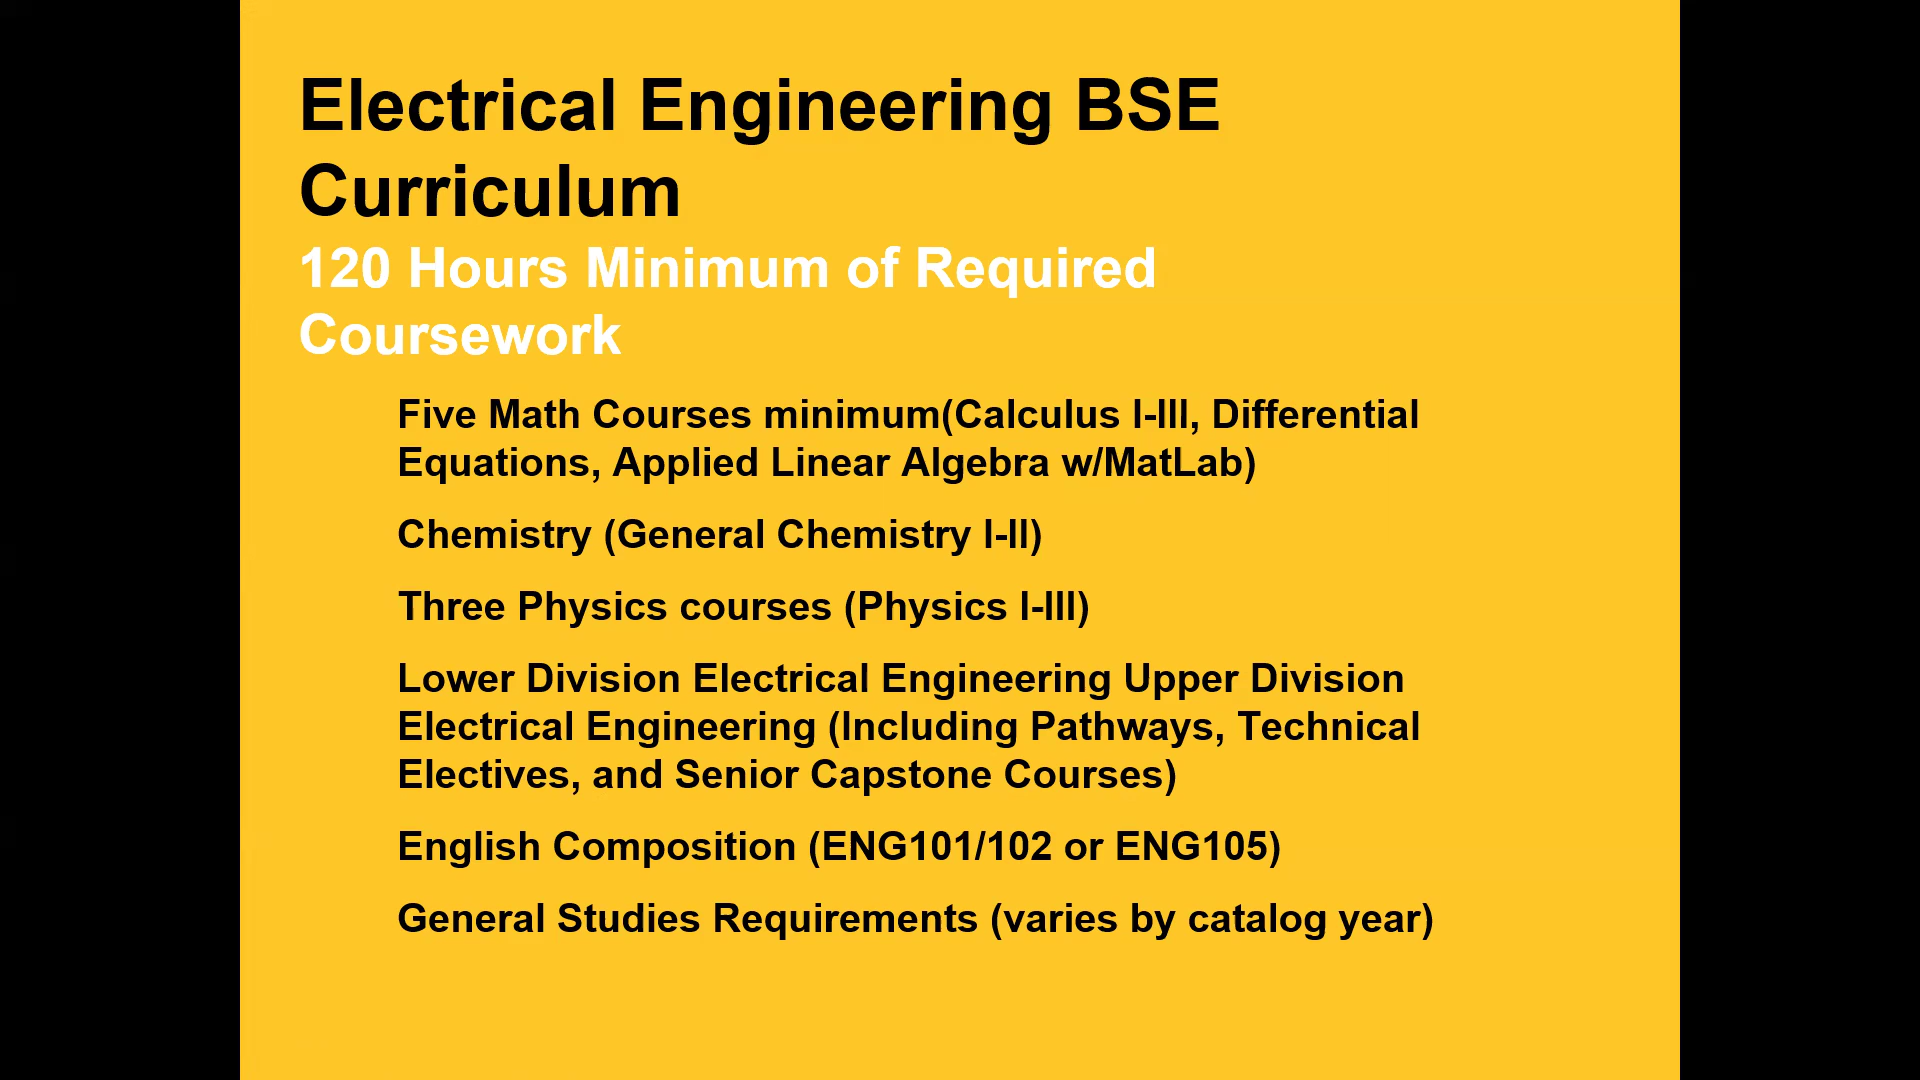 Electrical Engineering BSE
Curriculum
120 Hours Minimum of Required
Coursework
Five Math Courses minimum(Calculus I-III, Differential
Equations, Applied Linear Algebra w/MatLab)
Chemistry (General Chemistry I-II)
Three Physics courses (Physics I-III)
Lower Division Electrical Engineering Upper Division
Electrical Engineering (Including Pathways, Technical
Electives, and Senior Capstone Courses)
English Composition (ENG101/102 or ENG105)
General Studies Requirements (varies by catalog year)